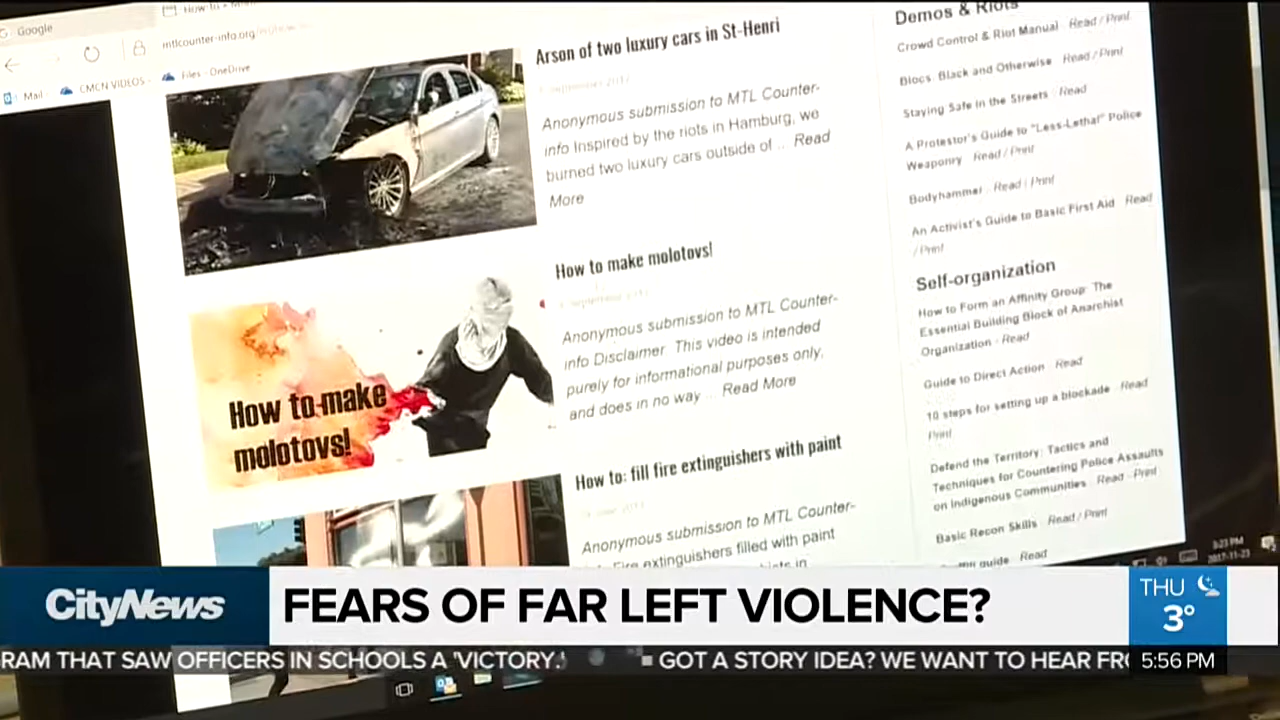 Google
mtlcounter-info.org
Mail
CMCN VIDEOS -
Files - OneDrive
Arson of two luxury cars in St-Henri
Anonymous submission to MTL Counter-
info Inspired by the riots in Hamburg, we
burned two luxury cars outside of ... Read
More
How to make molotovs!
Anonymous submission to MTL Counter-
info Disclaimer: This video is intended
purely for informational purposes only,
and does in no way ... Read More
How to make
molotovs!
How to: fill fire extinguishers with paint
Anonymous submission to MTL Counter-
Fire extinguishers filled with paint
Demos & Riots
Crowd Control & Riot Manual Read / Print
Blocs: Black and Otherwise Read / Print
Staying Safe in the Streets Read
A Protestor's Guide to "Less-Lethal" Police
Weaponry Read / Print
Bodyhammer Read | Print
An Activist's Guide to Basic First Aid Read
/ Print
Self-organization
How to Form an Affinity Group: The
Essential Building Block of Anarchist
Organization - Read
Guide to Direct Action Read
10 steps for setting up a blockade Read
Print
Defend the Territory: Tactics and
Techniques for Countering Police Assaults
on Indigenous Communities Read - Print
Basic Recon Skills Read / Print
guide Read
3:23 PM
2017-11-23
CityNews
FEARS OF FAR LEFT VIOLENCE?
THU
3°
RAM THAT SAW OFFICERS IN SCHOOLS A 'VICTORY.' ■ GOT A STORY IDEA? WE WANT TO HEAR FR
5:56 PM